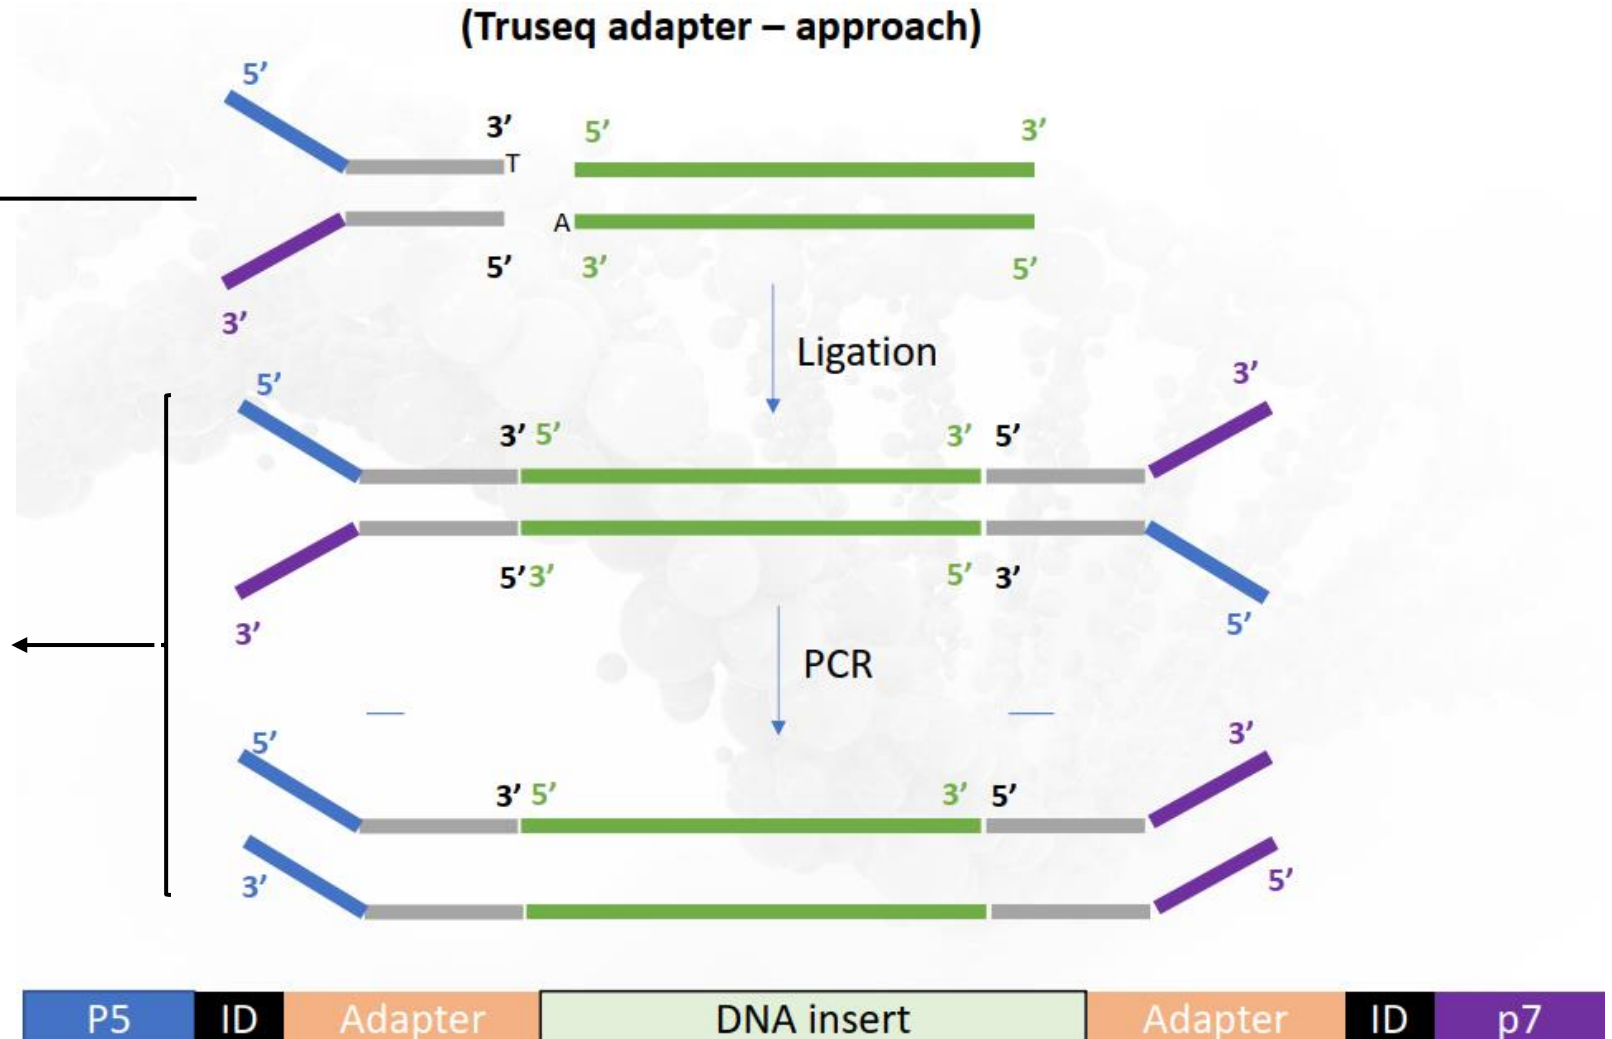 (Truseq adapter – approach)
5’
3’ 5’ 3’
T
A
5’ 3’ 5’
3’
Ligation
3’
5’
3’ 5’ 3’ 5’
5’ 3’ 5’ 3’
3’ 5’
PCR
5’ 3’
3’ 5’ 3’ 5’
3’ 5’
P5 ID Adapter DNA insert Adapter ID p7